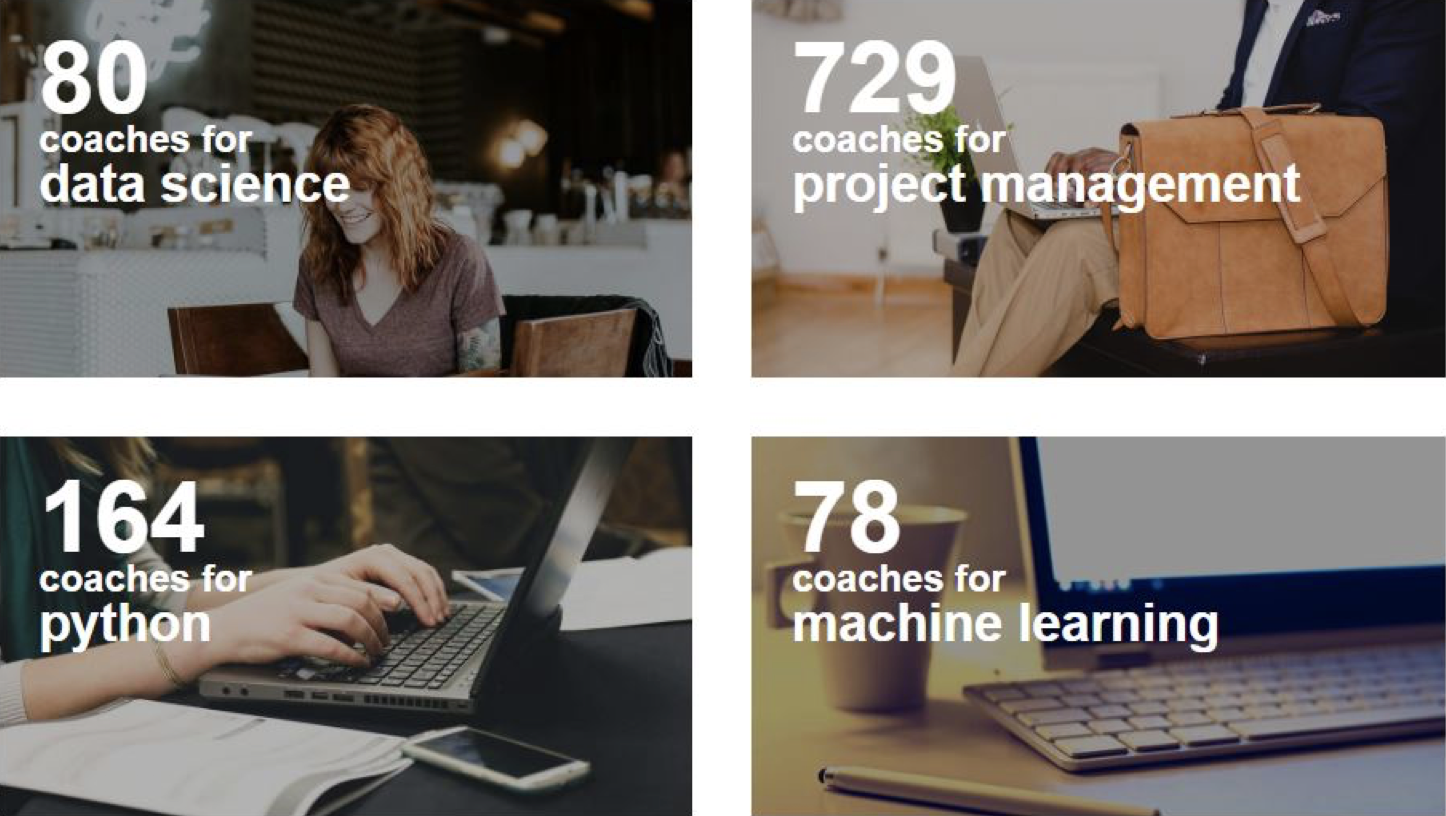 80
coaches for
data science
729
coaches for
project management
164
coaches for
python
78
coaches for
machine learning